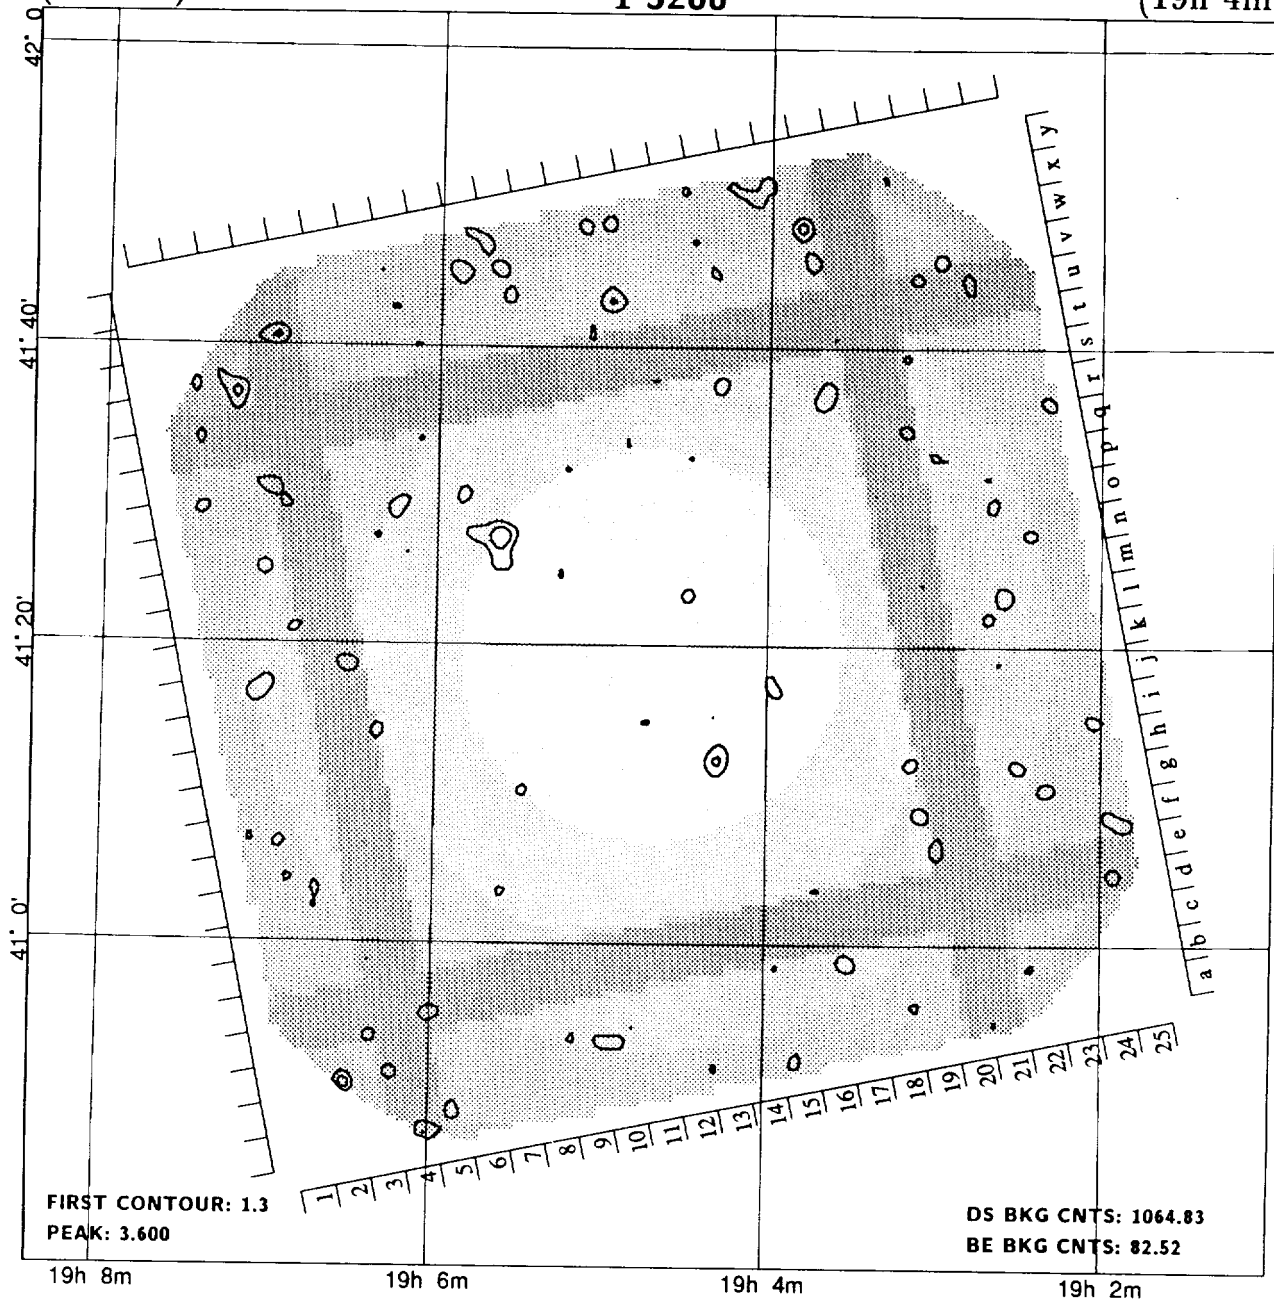 42° 0
41° 40'
41° 20'
41° 0'
a b c d e f g h i j k l m n o p q r s t u v w x y
1 2 3 4 5 6 7 8 9 10 11 12 13 14 15 16 17 18 19 20 21 22 23 24 25
FIRST CONTOUR: 1.3
PEAK: 3.600
DS BKG CNTS: 1064.83
BE BKG CNTS: 82.52
19h 8m
19h 6m
19h 4m
19h 2m